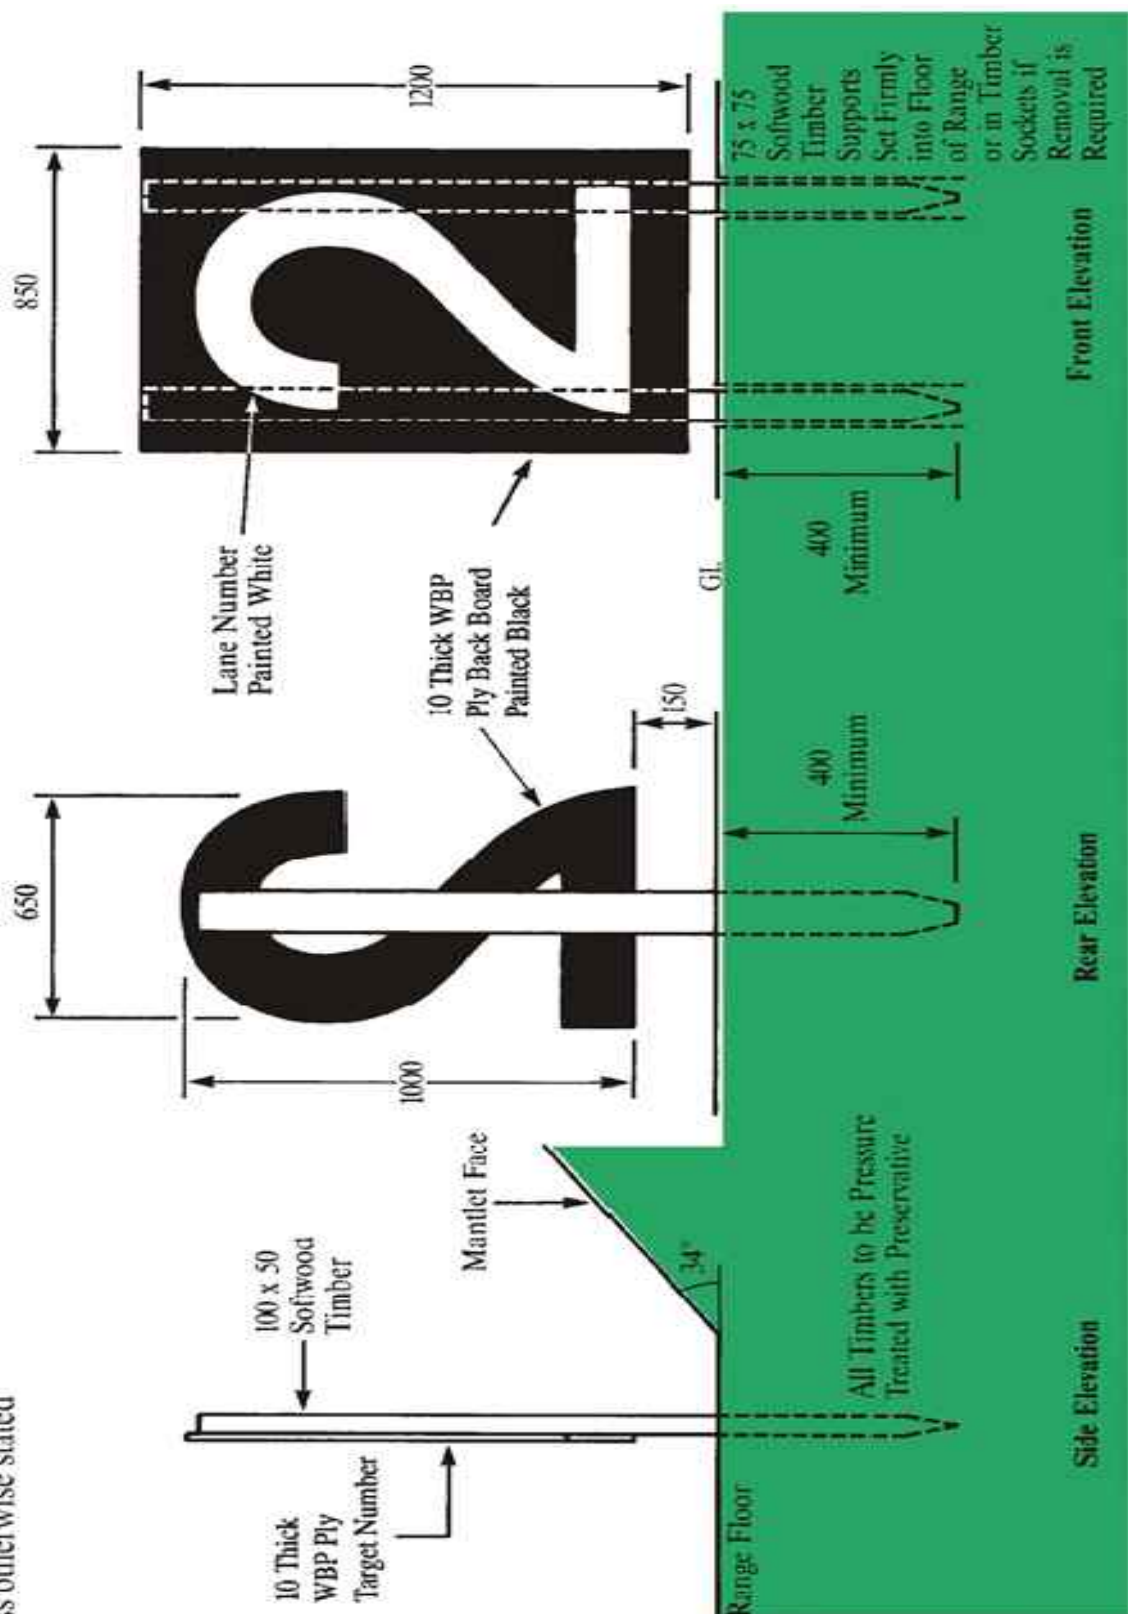 ss otherwise stated
10 Thick
WBP Ply
Target Number
100 x 50
Softwood
Timber
Mantlet Face
34°
Range Floor
All Timbers to be Pressure
Treated with Preservative
Side Elevation
650
1000
150
10 Thick WBP
Ply Back Board
Painted Black
400
Minimum
Rear Elevation
850
1200
Lane Number
Painted White
2
GL
400
Minimum
75 x 75
Softwood
Timber
Supports
Set Firmly
into Floor
of Range
or in Timber
Sockets if
Removal is
Required
Front Elevation